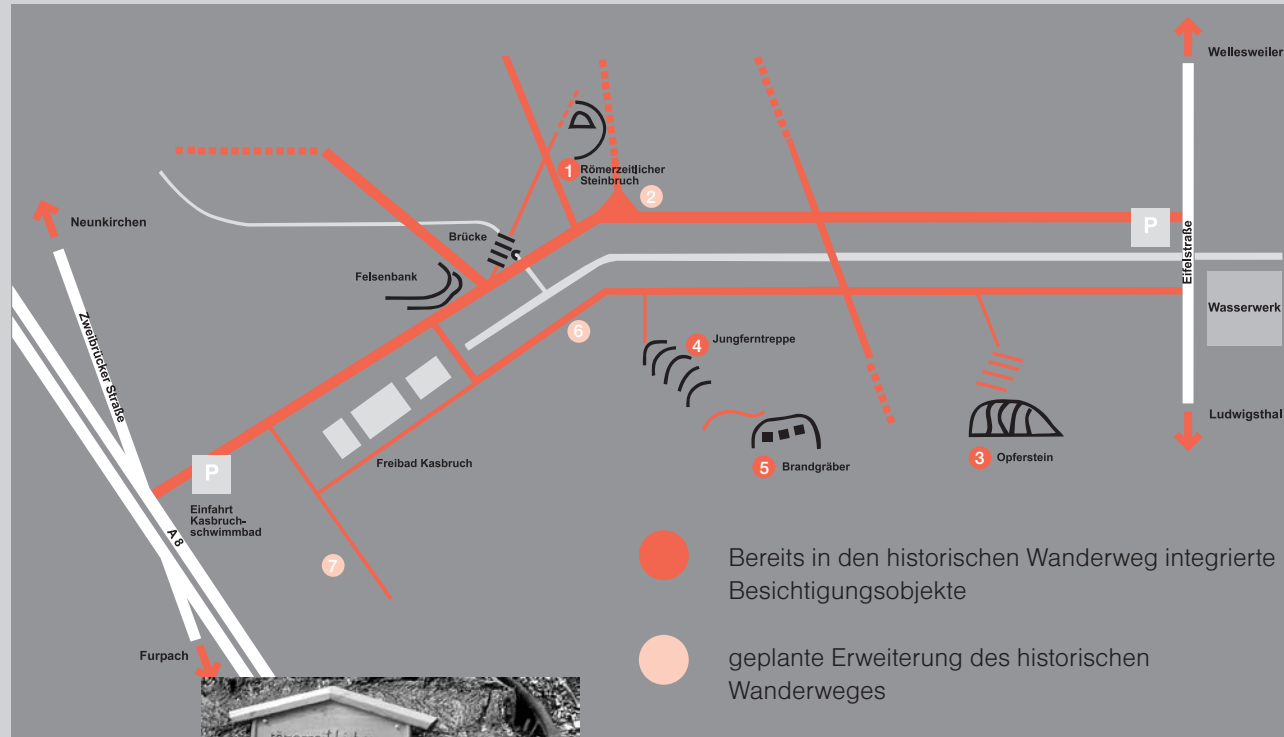 Wellesweiler
1
Römerzeitlicher
Steinbruch
2
Neunkirchen
Brücke
P
Eifelstraße
Felsenbank
Wasserwerk
Zweibrücker Straße
6
4
Jungferntreppe
Ludwigsthal
Freibad Kasbruch
5
Brandgräber
3
Opferstein
P
Einfahrt
Kasbruch-
schwimmbad
A 8
7
Bereits in den historischen Wanderweg integrierte
Besichtigungsobjekte
Furpach
geplante Erweiterung des historischen
Wanderweges